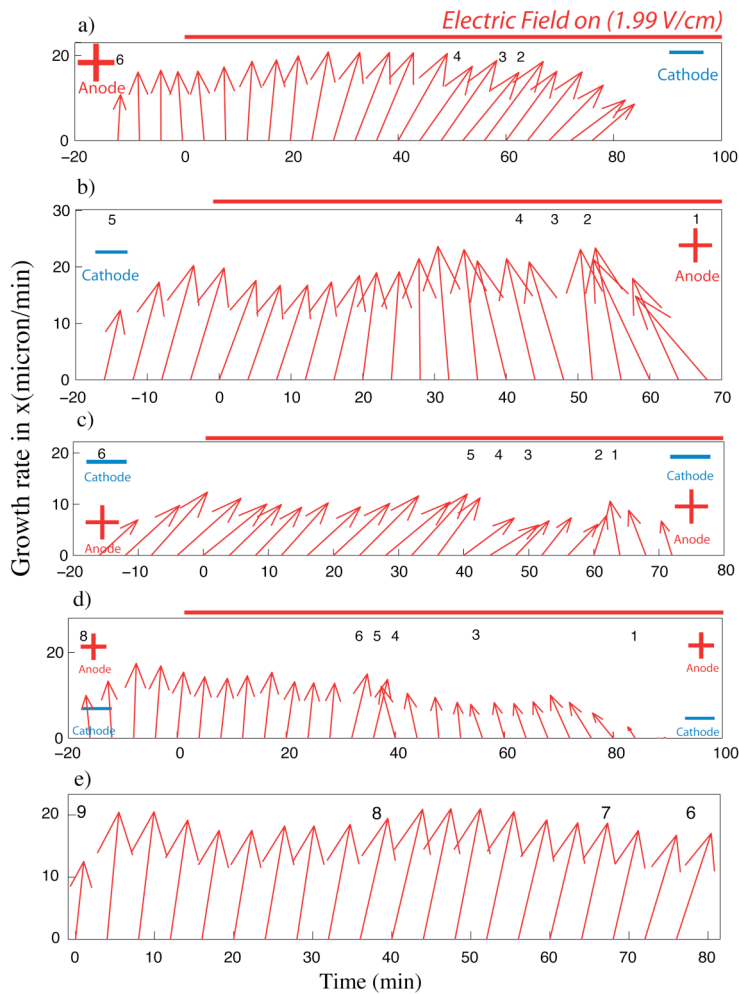 Electric Field on (1.99 V/cm)
a)
20
10
0
6
Anode
4 3 2
Cathode
−20 0 20 40 60 80 100
b)
30
20
10
0
5
Cathode
4 3 2 1
Anode
−20 −10 0 10 20 30 40 50 60 70
Growth rate in x(micron/min)
c)
20
10
0
6
Cathode
Anode
5 4 3 2 1
Cathode
Anode
−20 −10 0 10 20 30 40 50 60 70 80
d)
20
10
0
8
Anode
Cathode
6 5 4 3 1
Anode
Cathode
−20 0 20 40 60 80 100
e)
20
10
0
9 8 7 6
0 10 20 30 40 50 60 70 80
Time (min)